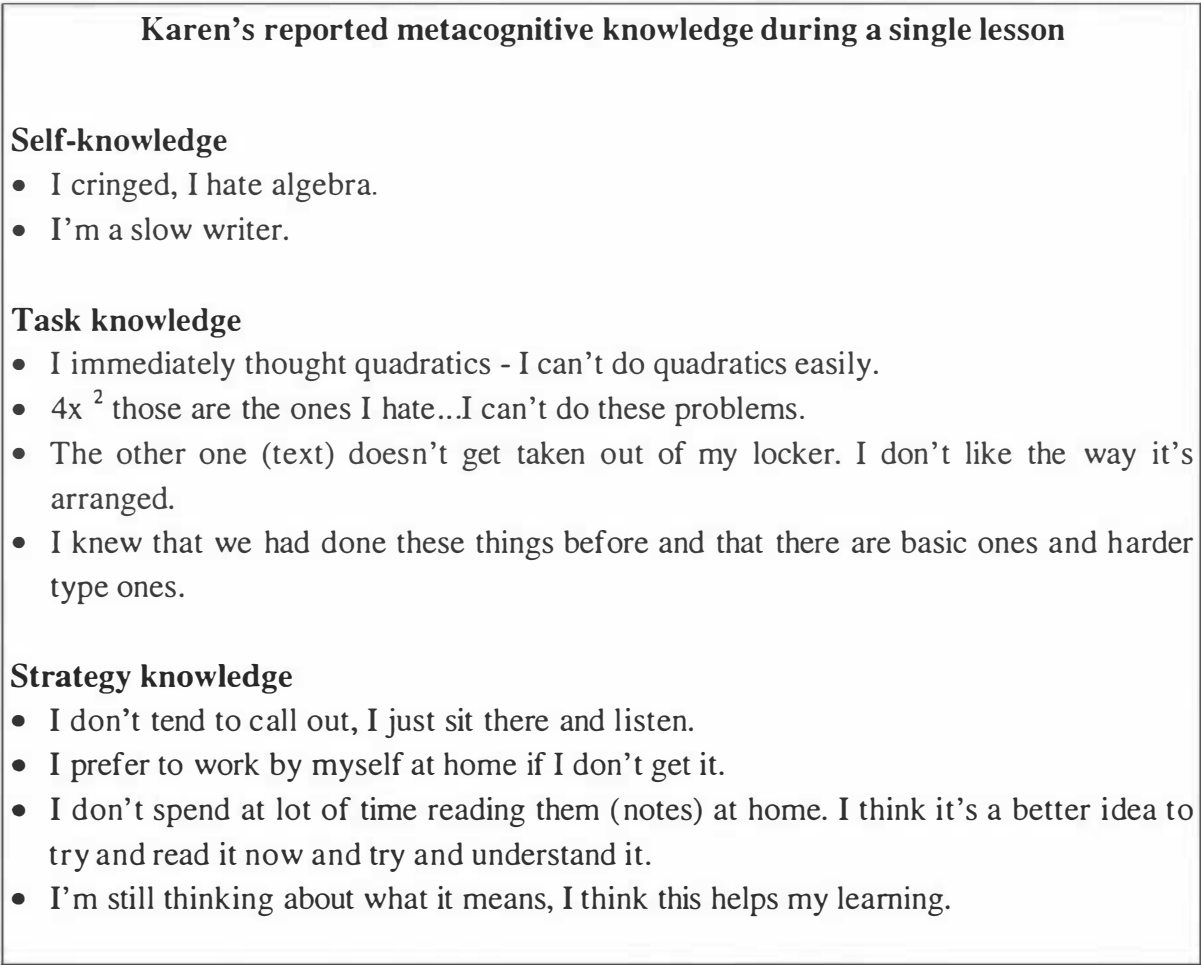 Karen's reported metacognitive knowledge during a single lesson
Self-knowledge
• I cringed, I hate algebra.
• I'm a slow writer.
Task knowledge
• I immediately thought quadratics - I can't do quadratics easily.
• 4x ² those are the ones I hate...I can't do these problems.
• The other one (text) doesn't get taken out of my locker. I don't like the way it's
arranged.
• I knew that we had done these things before and that there are basic ones and harder
type ones.
Strategy knowledge
• I don't tend to call out, I just sit there and listen.
• I prefer to work by myself at home if I don't get it.
• I don't spend at lot of time reading them (notes) at home. I think it's a better idea to
try and read it now and try and understand it.
• I'm still thinking about what it means, I think this helps my learning.